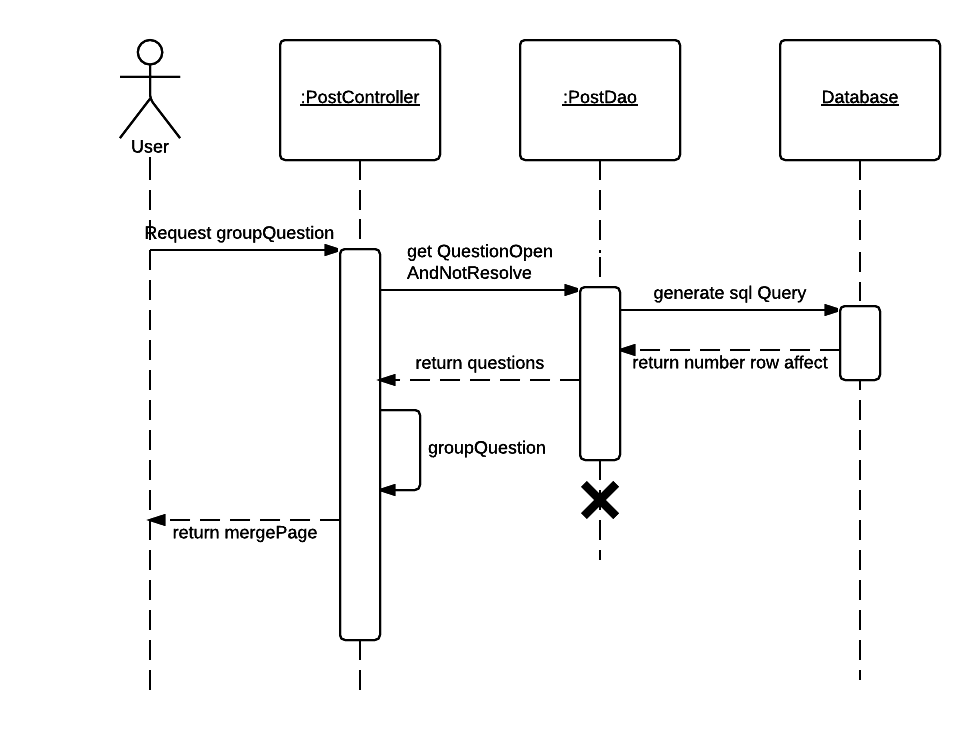 User
:PostController
:PostDao
Database
Request groupQuestion
get QuestionOpen
AndNotResolve
generate sql Query
return number row affect
return questions
groupQuestion
return mergePage